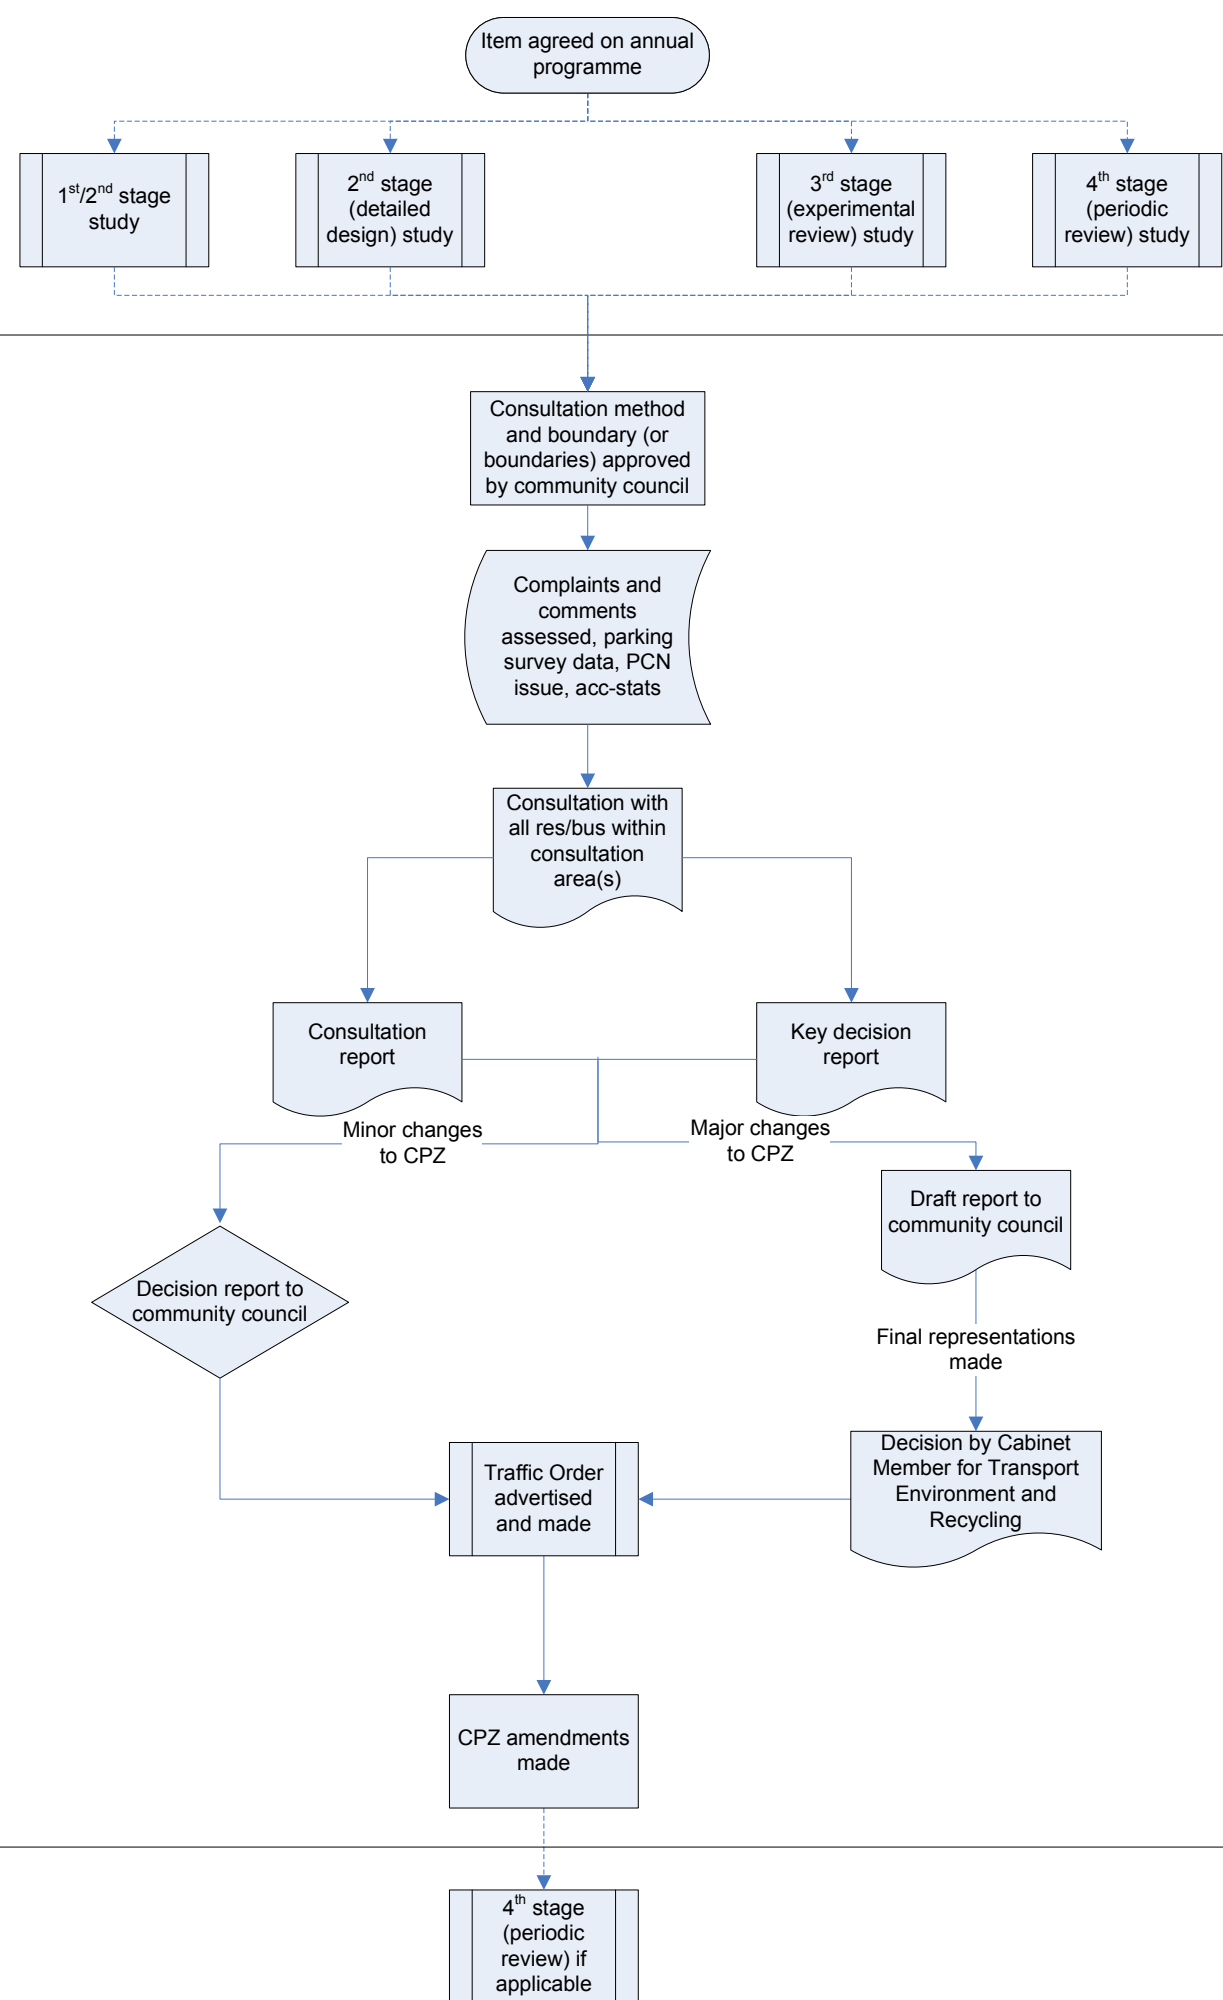 Item agreed on annual
programme
1st/2nd stage
study
2nd stage
(detailed
design) study
3rd stage
(experimental
review) study
4th stage
(periodic
review) study
Consultation method
and boundary (or
boundaries) approved
by community council
Complaints and
comments
assessed, parking
survey data, PCN
issue, acc-stats
Consultation with
all res/bus within
consultation
area(s)
Consultation
report
Key decision
report
Minor changes
to CPZ
Major changes
to CPZ
Draft report to
community council
Decision report to
community council
Final representations
made
Decision by Cabinet
Member for Transport
Environment and
Recycling
Traffic Order
advertised
and made
CPZ amendments
made
4th stage
(periodic
review) if
applicable